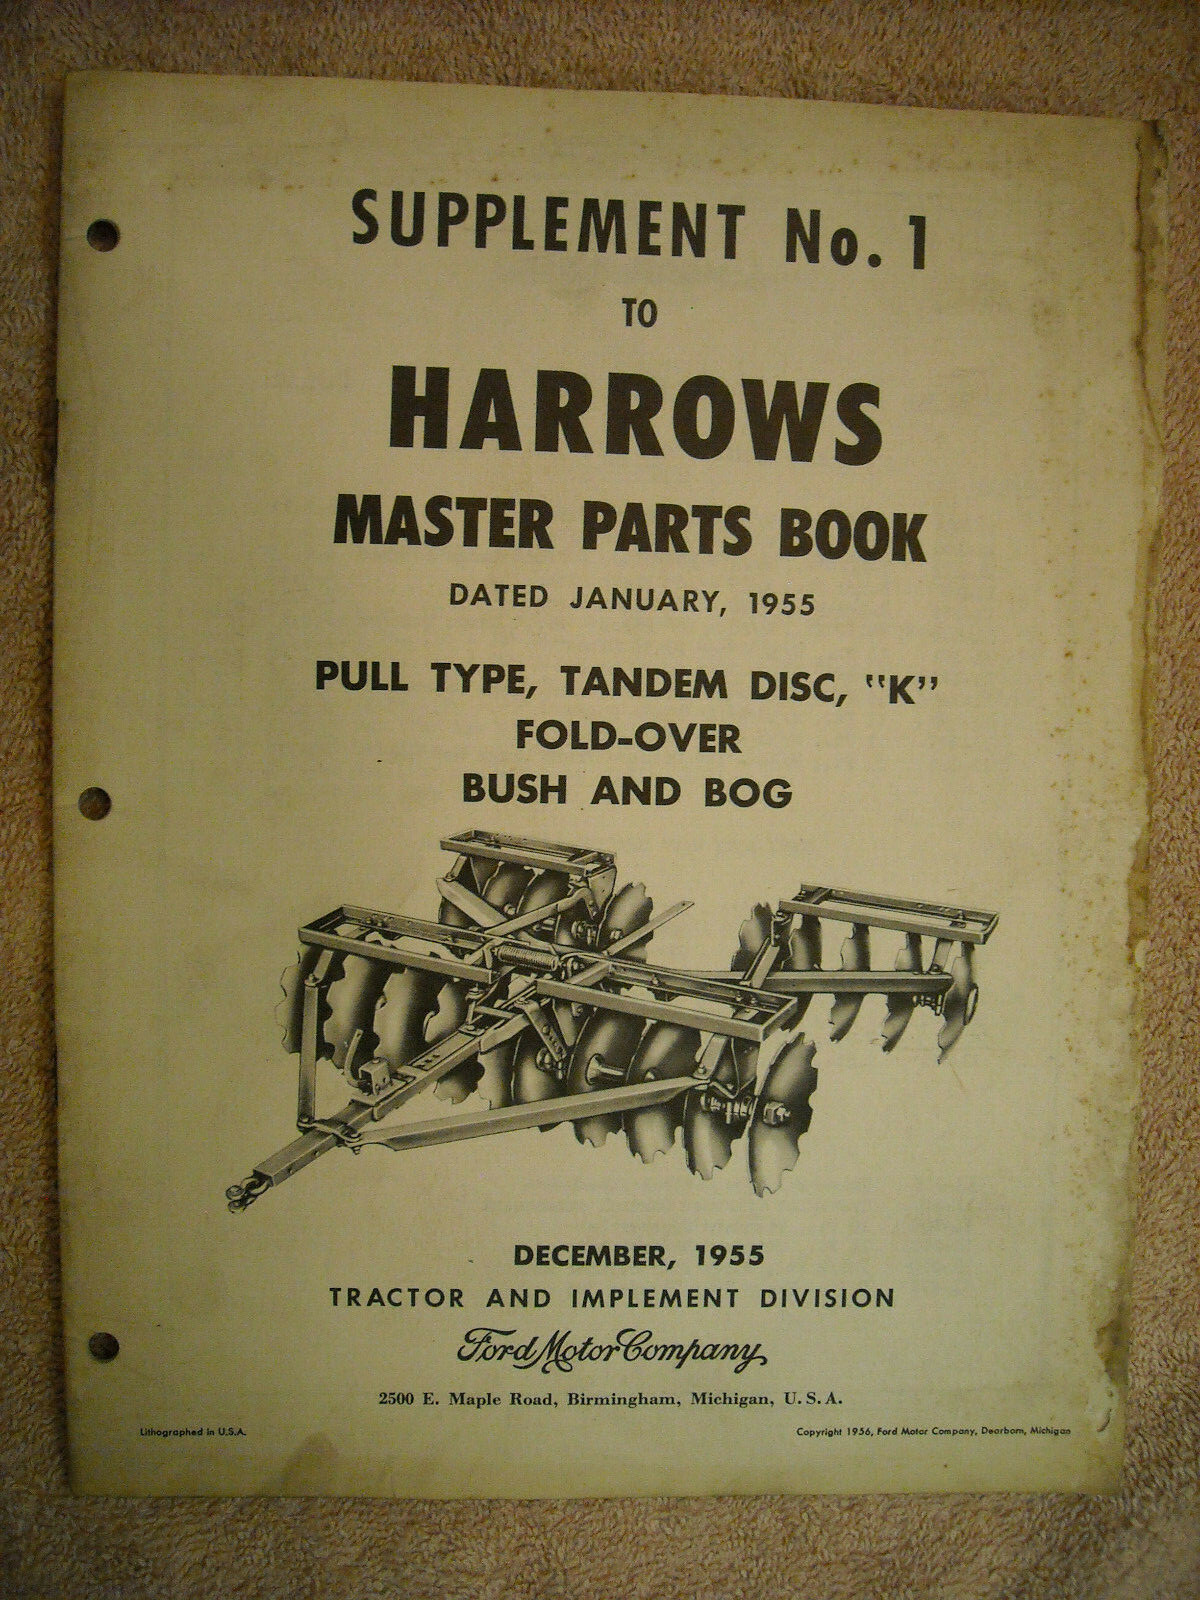 SUPPLEMENT No. 1
TO
HARROWS
MASTER PARTS BOOK
DATED JANUARY, 1955
PULL TYPE, TANDEM DISC, "K"
FOLD-OVER
BUSH AND BOG
DECEMBER, 1955
TRACTOR AND IMPLEMENT DIVISION
Ford Motor Company
2500 E. Maple Road, Birmingham, Michigan, U. S. A.
Lithographed in U.S.A.
Copyright 1956, Ford Motor Company, Dearborn, Michigan